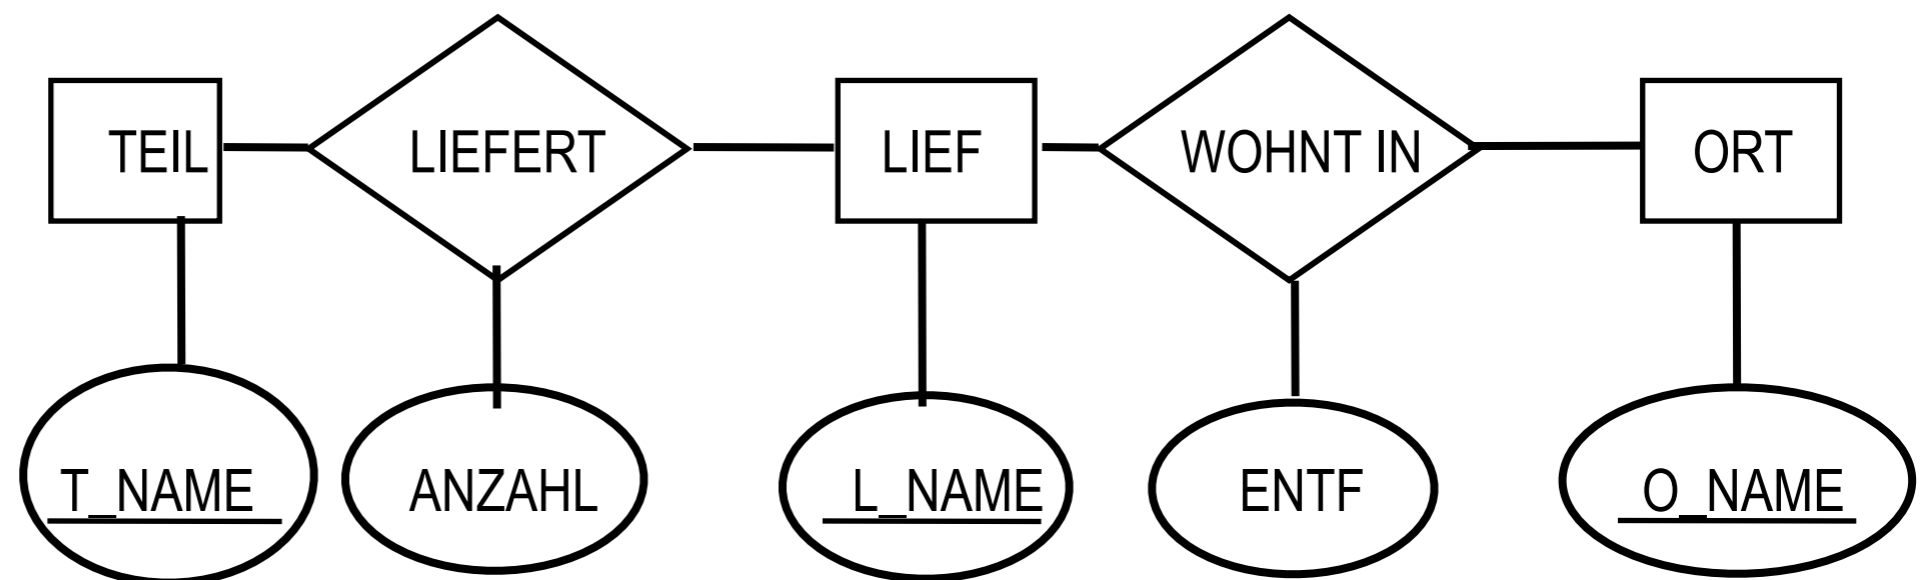 TEIL LIEFERT LIEF WOHNT IN ORT
T_NAME ANZAHL L_NAME ENTF O_NAME